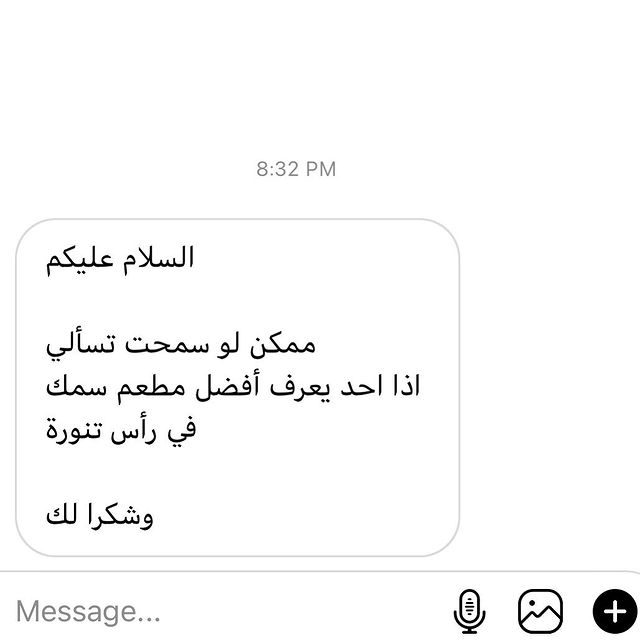 8:32 PM
السلام عليكم
ممكن لو سمحت تسألي
اذا احد يعرف أفضل مطعم سمك
في رأس تنورة
وشكرا لك
Message...